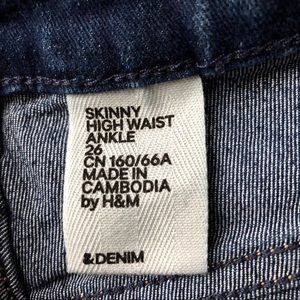 SKINNY
HIGH WAIST
ANKLE
26
CN 160/66A
MADE IN
CAMBODIA
by H&M
&DENIM